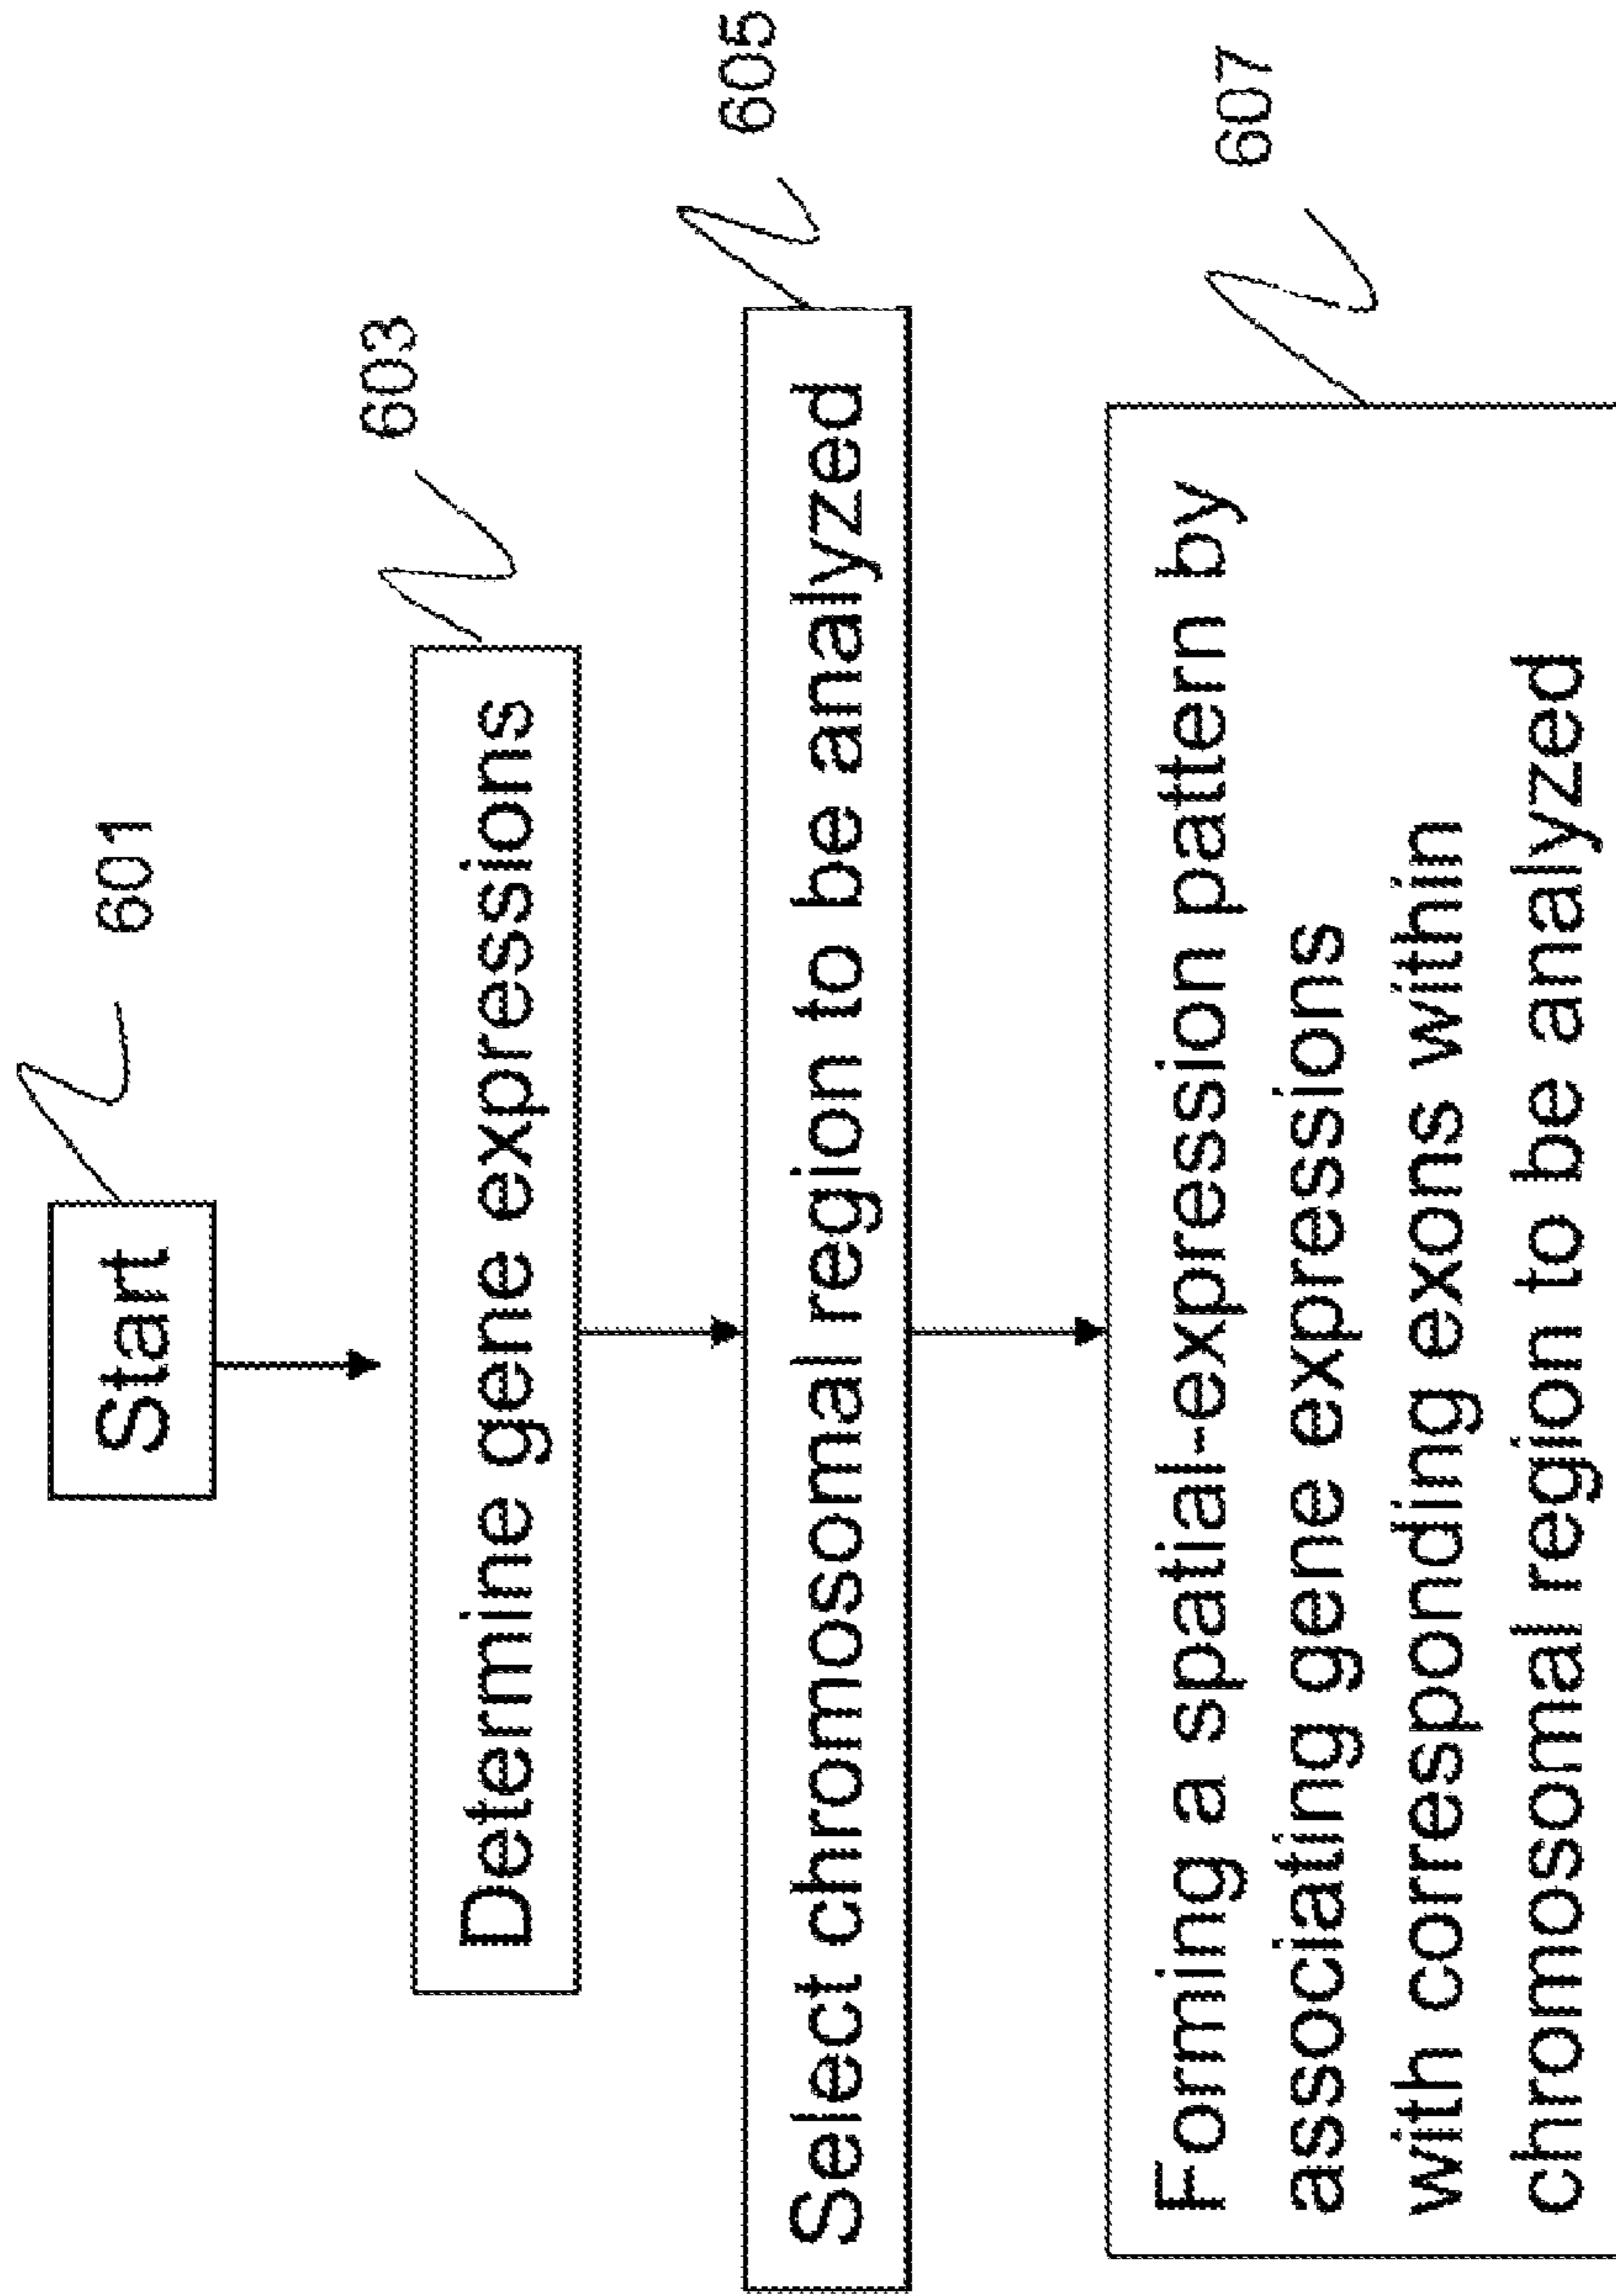 Start
601
Determine gene expressions
603
Select chromosomal region to be analyzed
605
Forming a spatial-expression pattern by
associating gene expressions
with corresponding exons within
chromosomal region to be analyzed
607